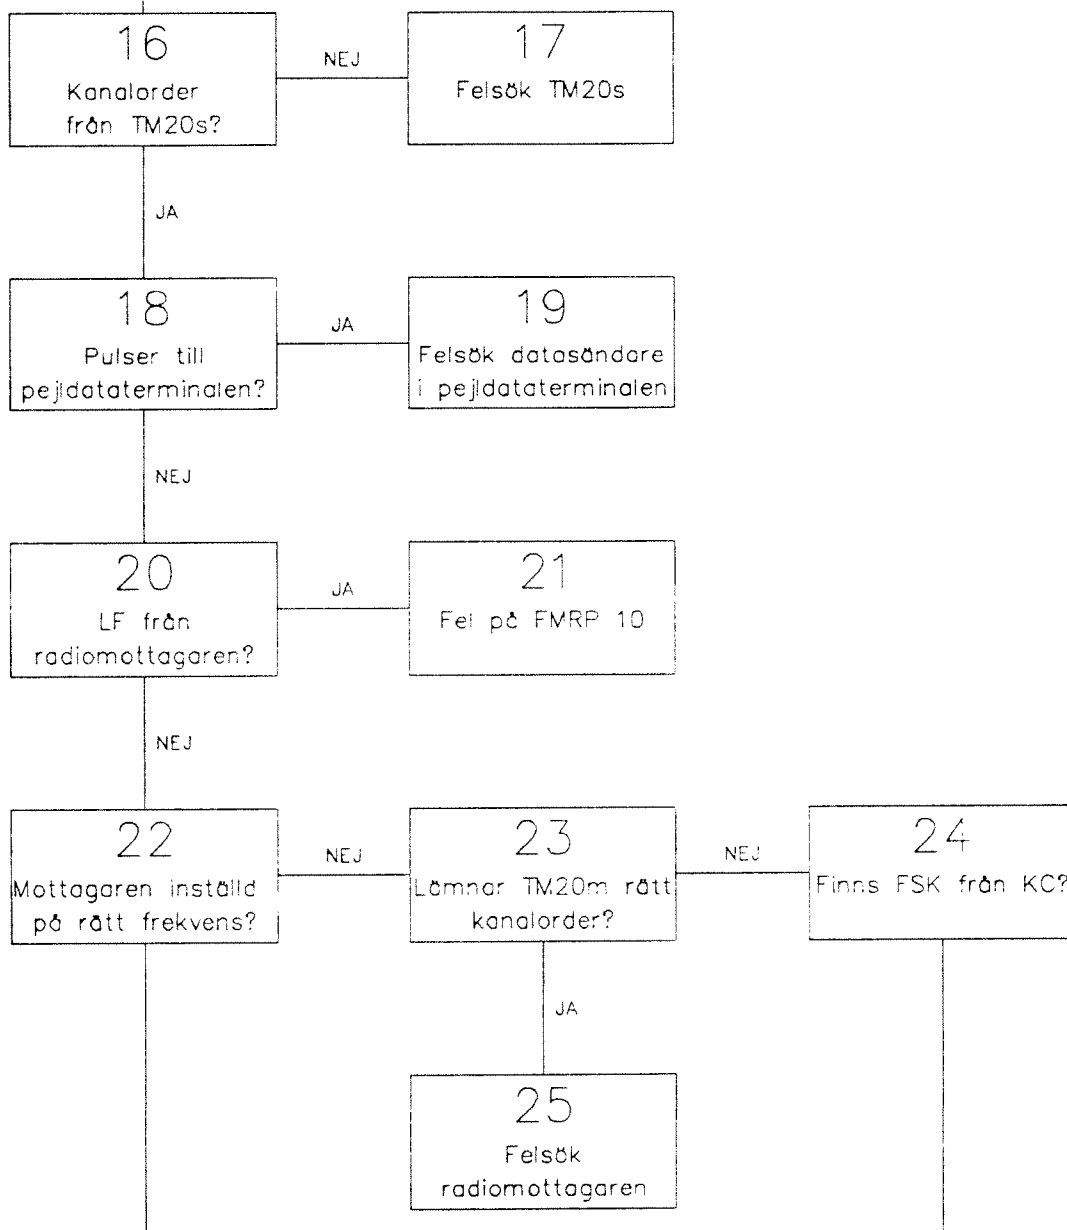 16
Kanalorder
från TM20s?
NEJ
17
Felsök TM20s
JA
18
Pulser till
pejldataterminalen?
JA
19
Felsök datasändare
i pejldataterminalen
NEJ
20
LF från
radiomottagaren?
JA
21
Fel på FMRP 10
NEJ
22
Mottagaren inställd
på rätt frekvens?
NEJ
23
Lämnar TM20m rätt
kanalorder?
NEJ
24
Finns FSK från KC?
JA
25
Felsök
radiomottagaren